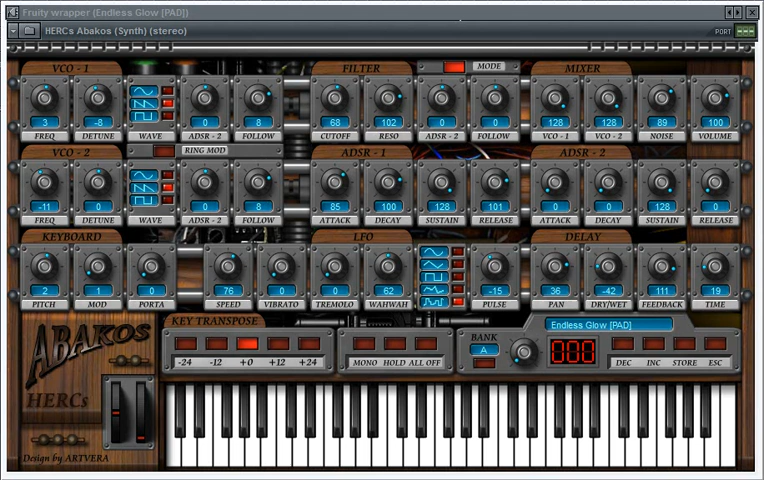 Fruity wrapper (Endless Glow [PAD])
HERCs Abakos (Synth) (stereo) PORT ---
VCO - 1 FILTER MODE MIXER
3 -8 0 8 68 102 0 0 128 128 89 100
FREQ DETUNE WAVE ADSR - 2 FOLLOW CUTOFF RESO ADSR - 2 FOLLOW VCO - 1 VCO - 2 NOISE VOLUME
VCO - 2 RING MOD ADSR - 1 ADSR - 2
-11 0 0 8 85 100 128 101 0 0 128 0
FREQ DETUNE WAVE ADSR - 2 FOLLOW ATTACK DECAY SUSTAIN RELEASE ATTACK DECAY SUSTAIN RELEASE
KEYBOARD LFO DELAY
2 1 0 76 0 0 62 -15 36 -42 111 19
PITCH MOD PORTA SPEED VIBRATO TREMOLO WAHWAH PULSE PAN DRY/WET FEEDBACK TIME
ABAKOS
HERCs
Design by ARTVERA
KEY TRANSPOSE
-24 -12 +0 +12 +24
MONO HOLD ALL OFF
BANK
A
Endless Glow [PAD]
000
DEC INC STORE ESC